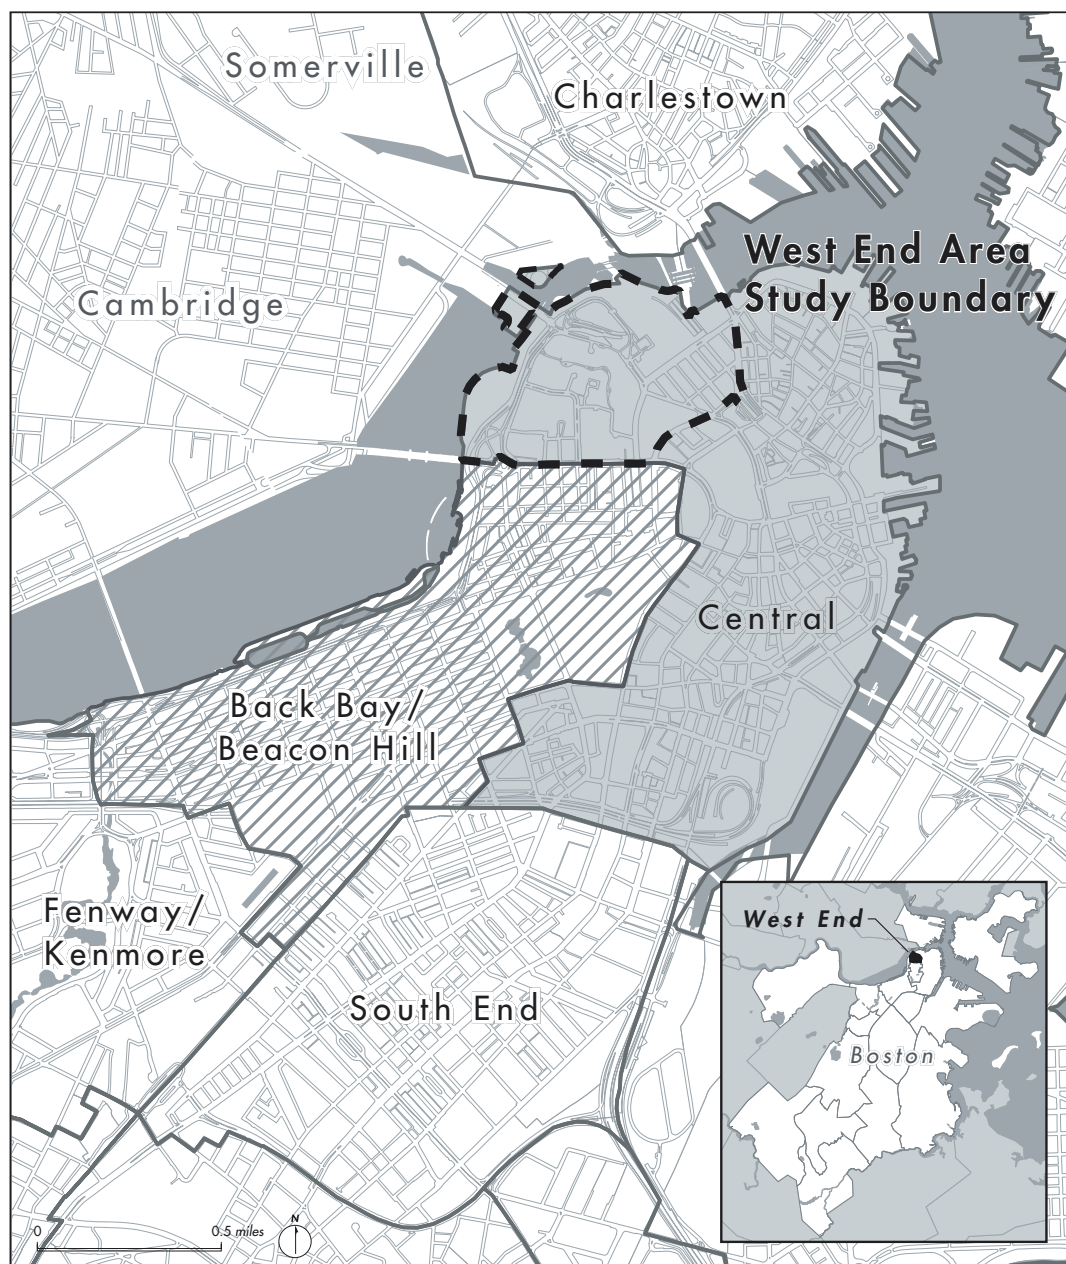 Somerville
Charlestown
West End Area
Study Boundary
Cambridge
Central
Back Bay/
Beacon Hill
Fenway/
Kenmore
South End
West End
Boston
0
0.5 miles
N